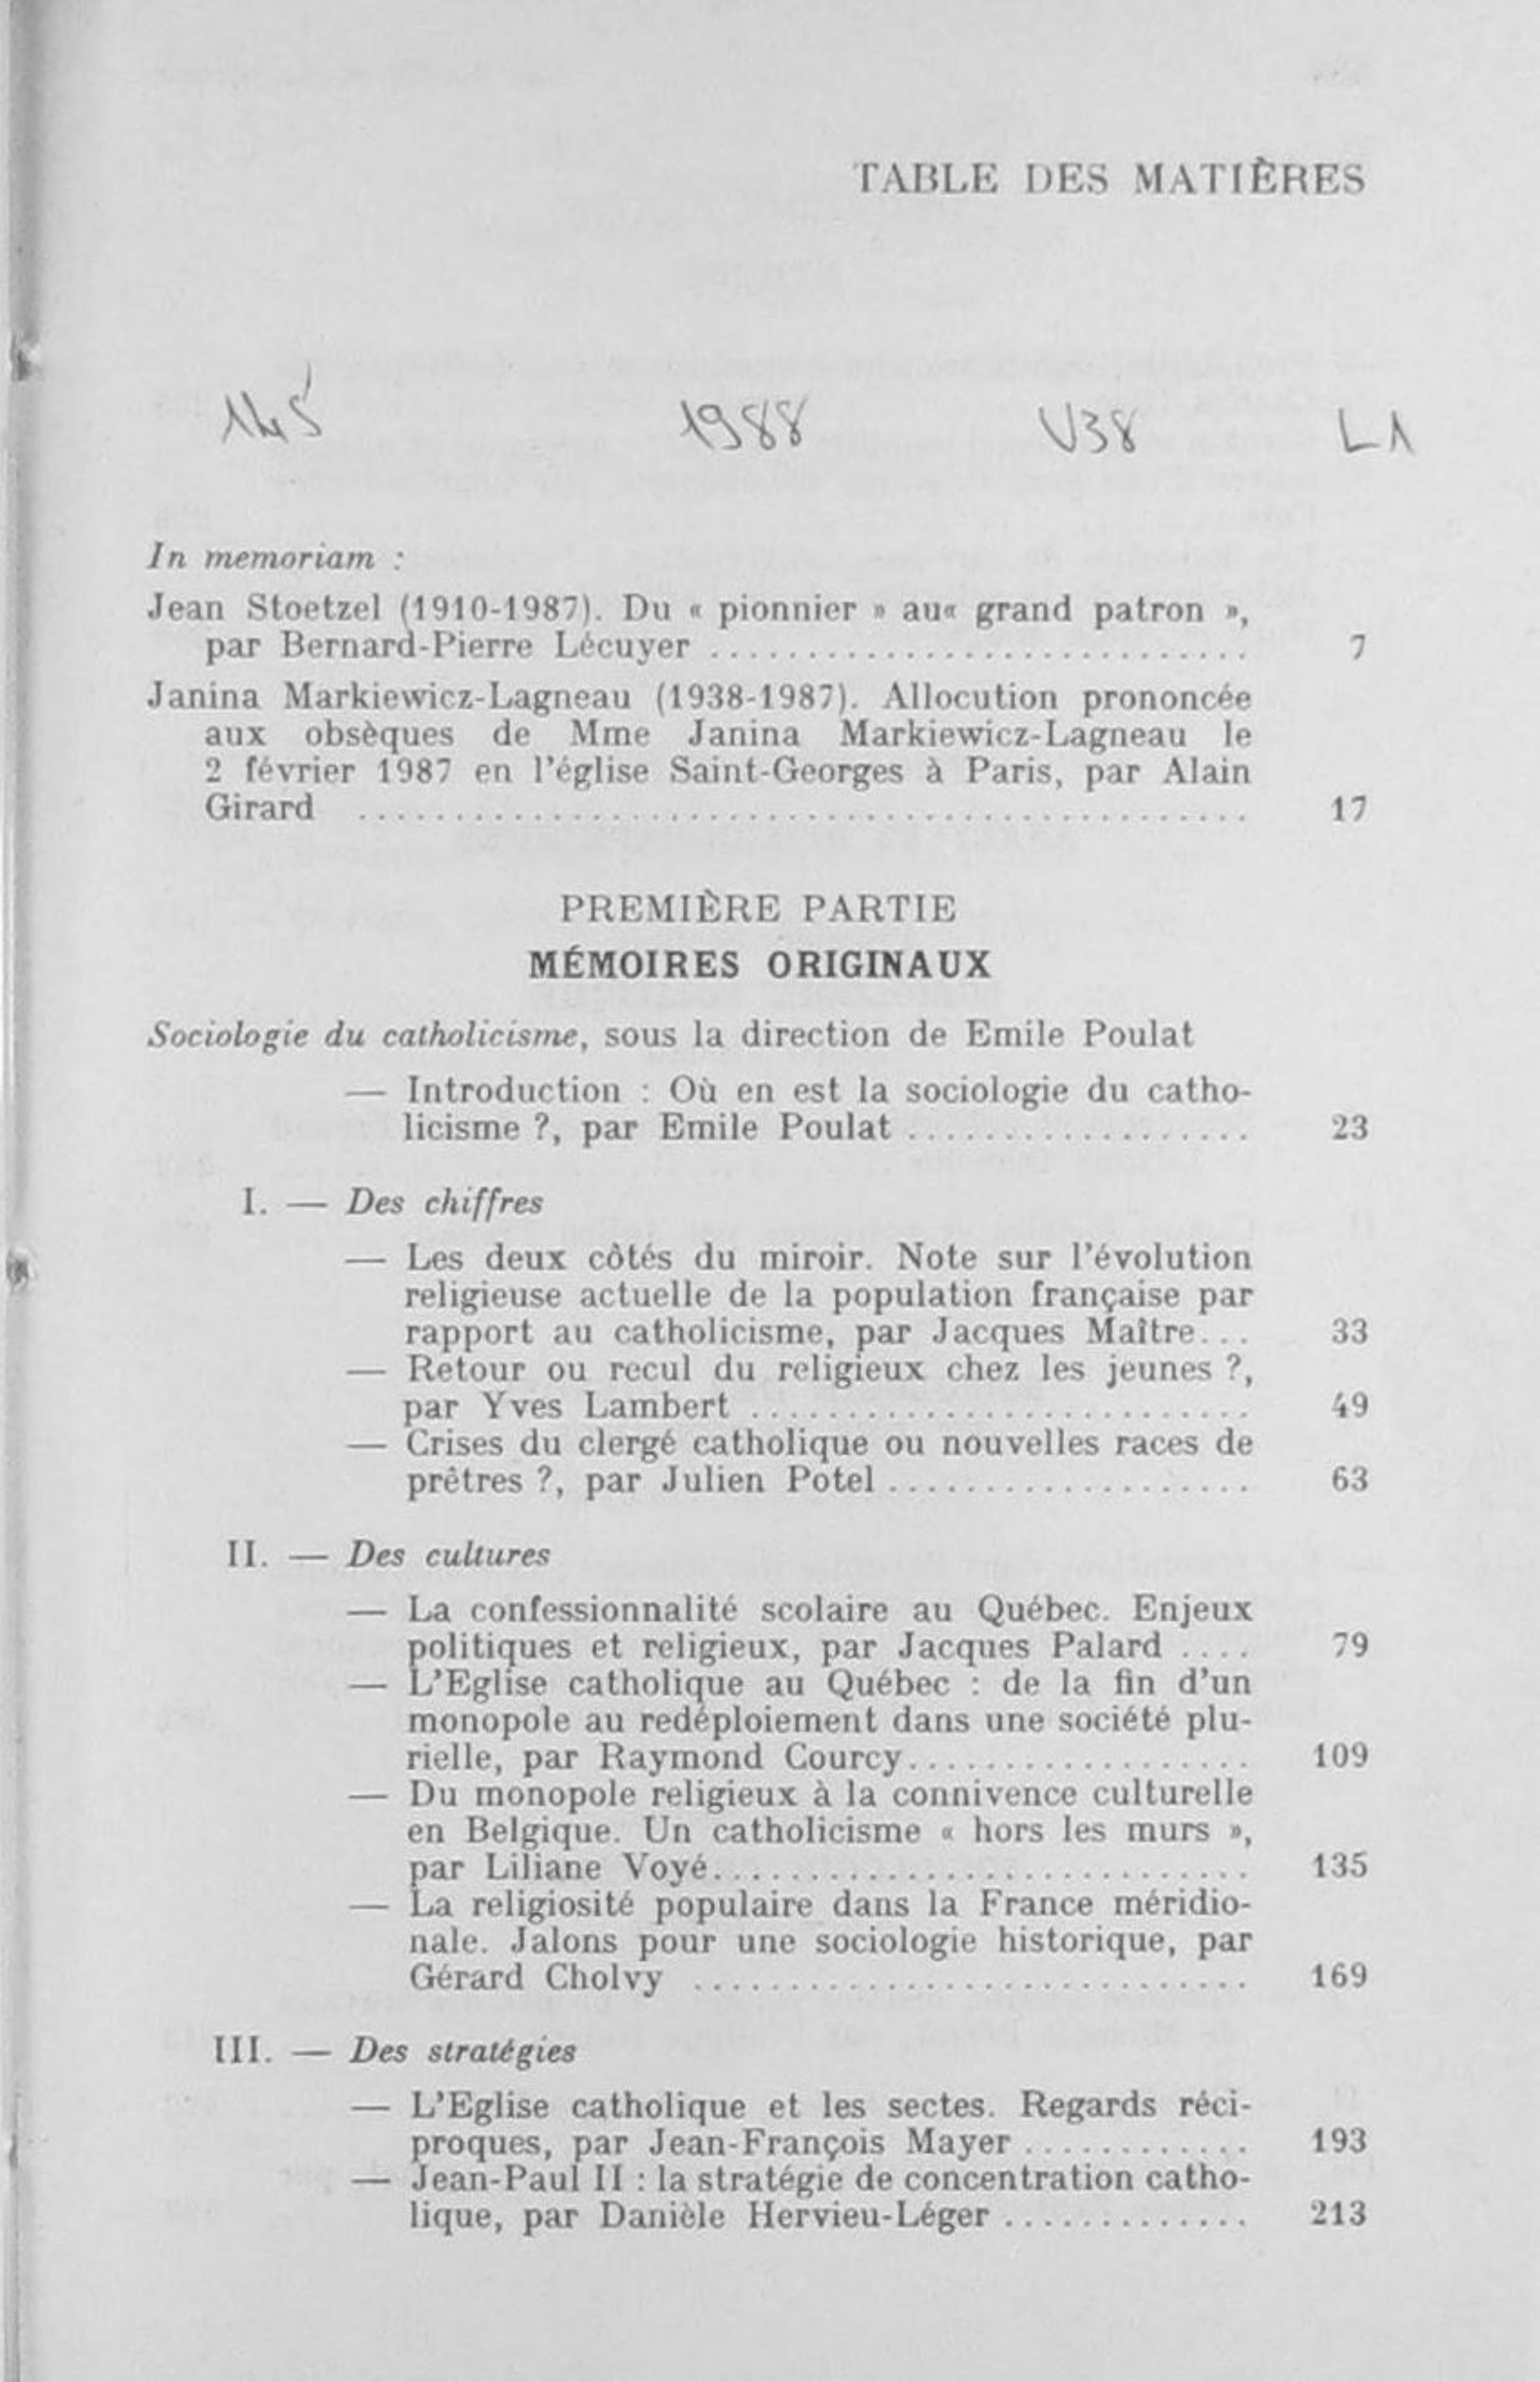 TABLE DES MATIÈRES
145 1988 V38 L1
In memoriam :
Jean Stoetzel (1910-1987). Du « pionnier » au« grand patron »,
par Bernard-Pierre Lécuyer ........................... 7
Janina Markiewicz-Lagneau (1938-1987). Allocution prononcée
aux obsèques de Mme Janina Markiewicz-Lagneau le
2 février 1987 en l'église Saint-Georges à Paris, par Alain
Girard ............................................. 17
PREMIÈRE PARTIE
MÉMOIRES ORIGINAUX
Sociologie du catholicisme, sous la direction de Emile Poulat
— Introduction : Où en est la sociologie du catho-
licisme ?, par Emile Poulat .................. 23
I. — Des chiffres
— Les deux côtés du miroir. Note sur l'évolution
religieuse actuelle de la population française par
rapport au catholicisme, par Jacques Maître... 33
— Retour ou recul du religieux chez les jeunes ?,
par Yves Lambert .......................... 49
— Crises du clergé catholique ou nouvelles races de
prêtres ?, par Julien Potel ................... 63
II. — Des cultures
— La confessionnalité scolaire au Québec. Enjeux
politiques et religieux, par Jacques Palard .... 79
— L'Eglise catholique au Québec : de la fin d'un
monopole au redéploiement dans une société plu-
rielle, par Raymond Courcy.................. 109
— Du monopole religieux à la connivence culturelle
en Belgique. Un catholicisme « hors les murs »,
par Liliane Voyé............................ 135
— La religiosité populaire dans la France méridio-
nale. Jalons pour une sociologie historique, par
Gérard Cholvy ............................. 169
III. — Des stratégies
— L'Eglise catholique et les sectes. Regards réci-
proques, par Jean-François Mayer ............ 193
— Jean-Paul II : la stratégie de concentration catho-
lique, par Danièle Hervieu-Léger ............. 213